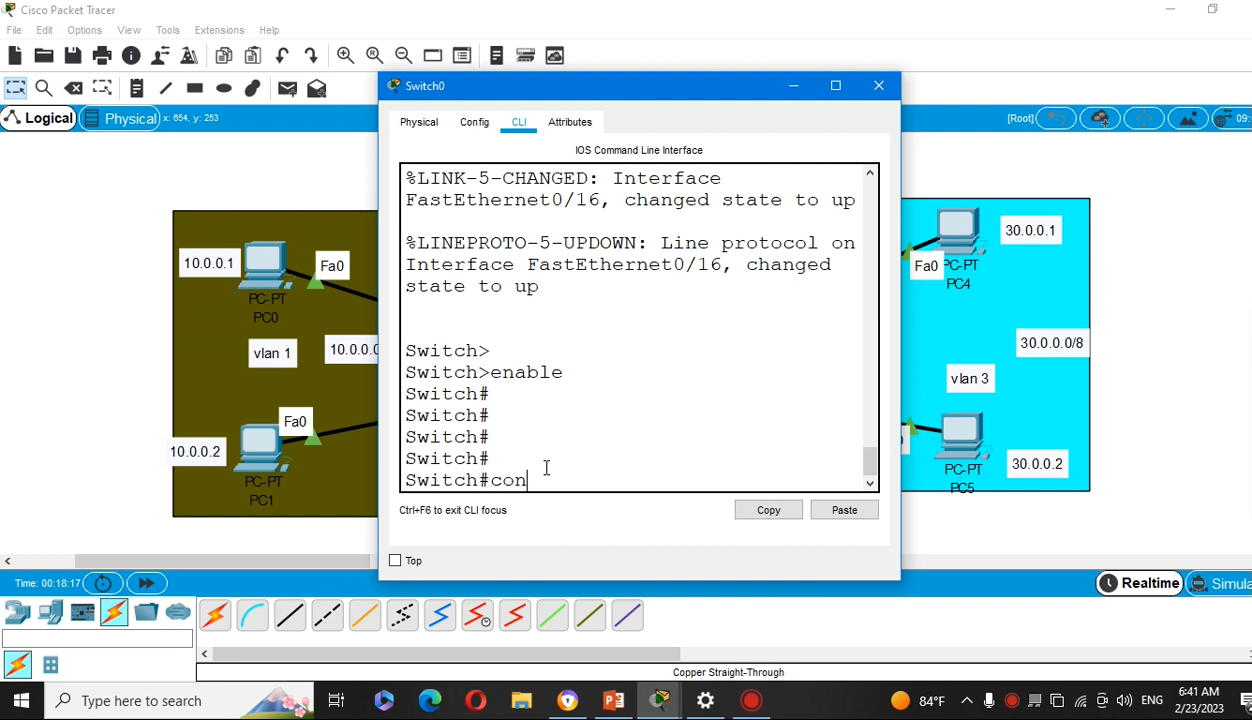 Cisco Packet Tracer
File Edit Options View Tools Extensions Help
Logical
Physical x: 654, y: 253
[Root]
09:
Switch0
Physical Config CLI Attributes
IOS Command Line Interface
%LINK-5-CHANGED: Interface
FastEthernet0/16, changed state to up
%LINEPROTO-5-UPDOWN: Line protocol on
Interface FastEthernet0/16, changed
state to up
Switch>
Switch>enable
Switch#
Switch#
Switch#
Switch#
Switch#con
Ctrl+F6 to exit CLI focus
Copy
Paste
Top
10.0.0.1
Fa0
PC-PT
PC0
vlan 1
10.0.0.0
Fa0
10.0.0.2
PC-PT
PC1
30.0.0.1
Fa0
PC-PT
PC4
30.0.0.0/8
vlan 3
30.0.0.2
PC-PT
PC5
Time: 00:18:17
Realtime
Simula
Copper Straight-Through
Type here to search
84°F
ENG
6:41 AM
2/23/2023